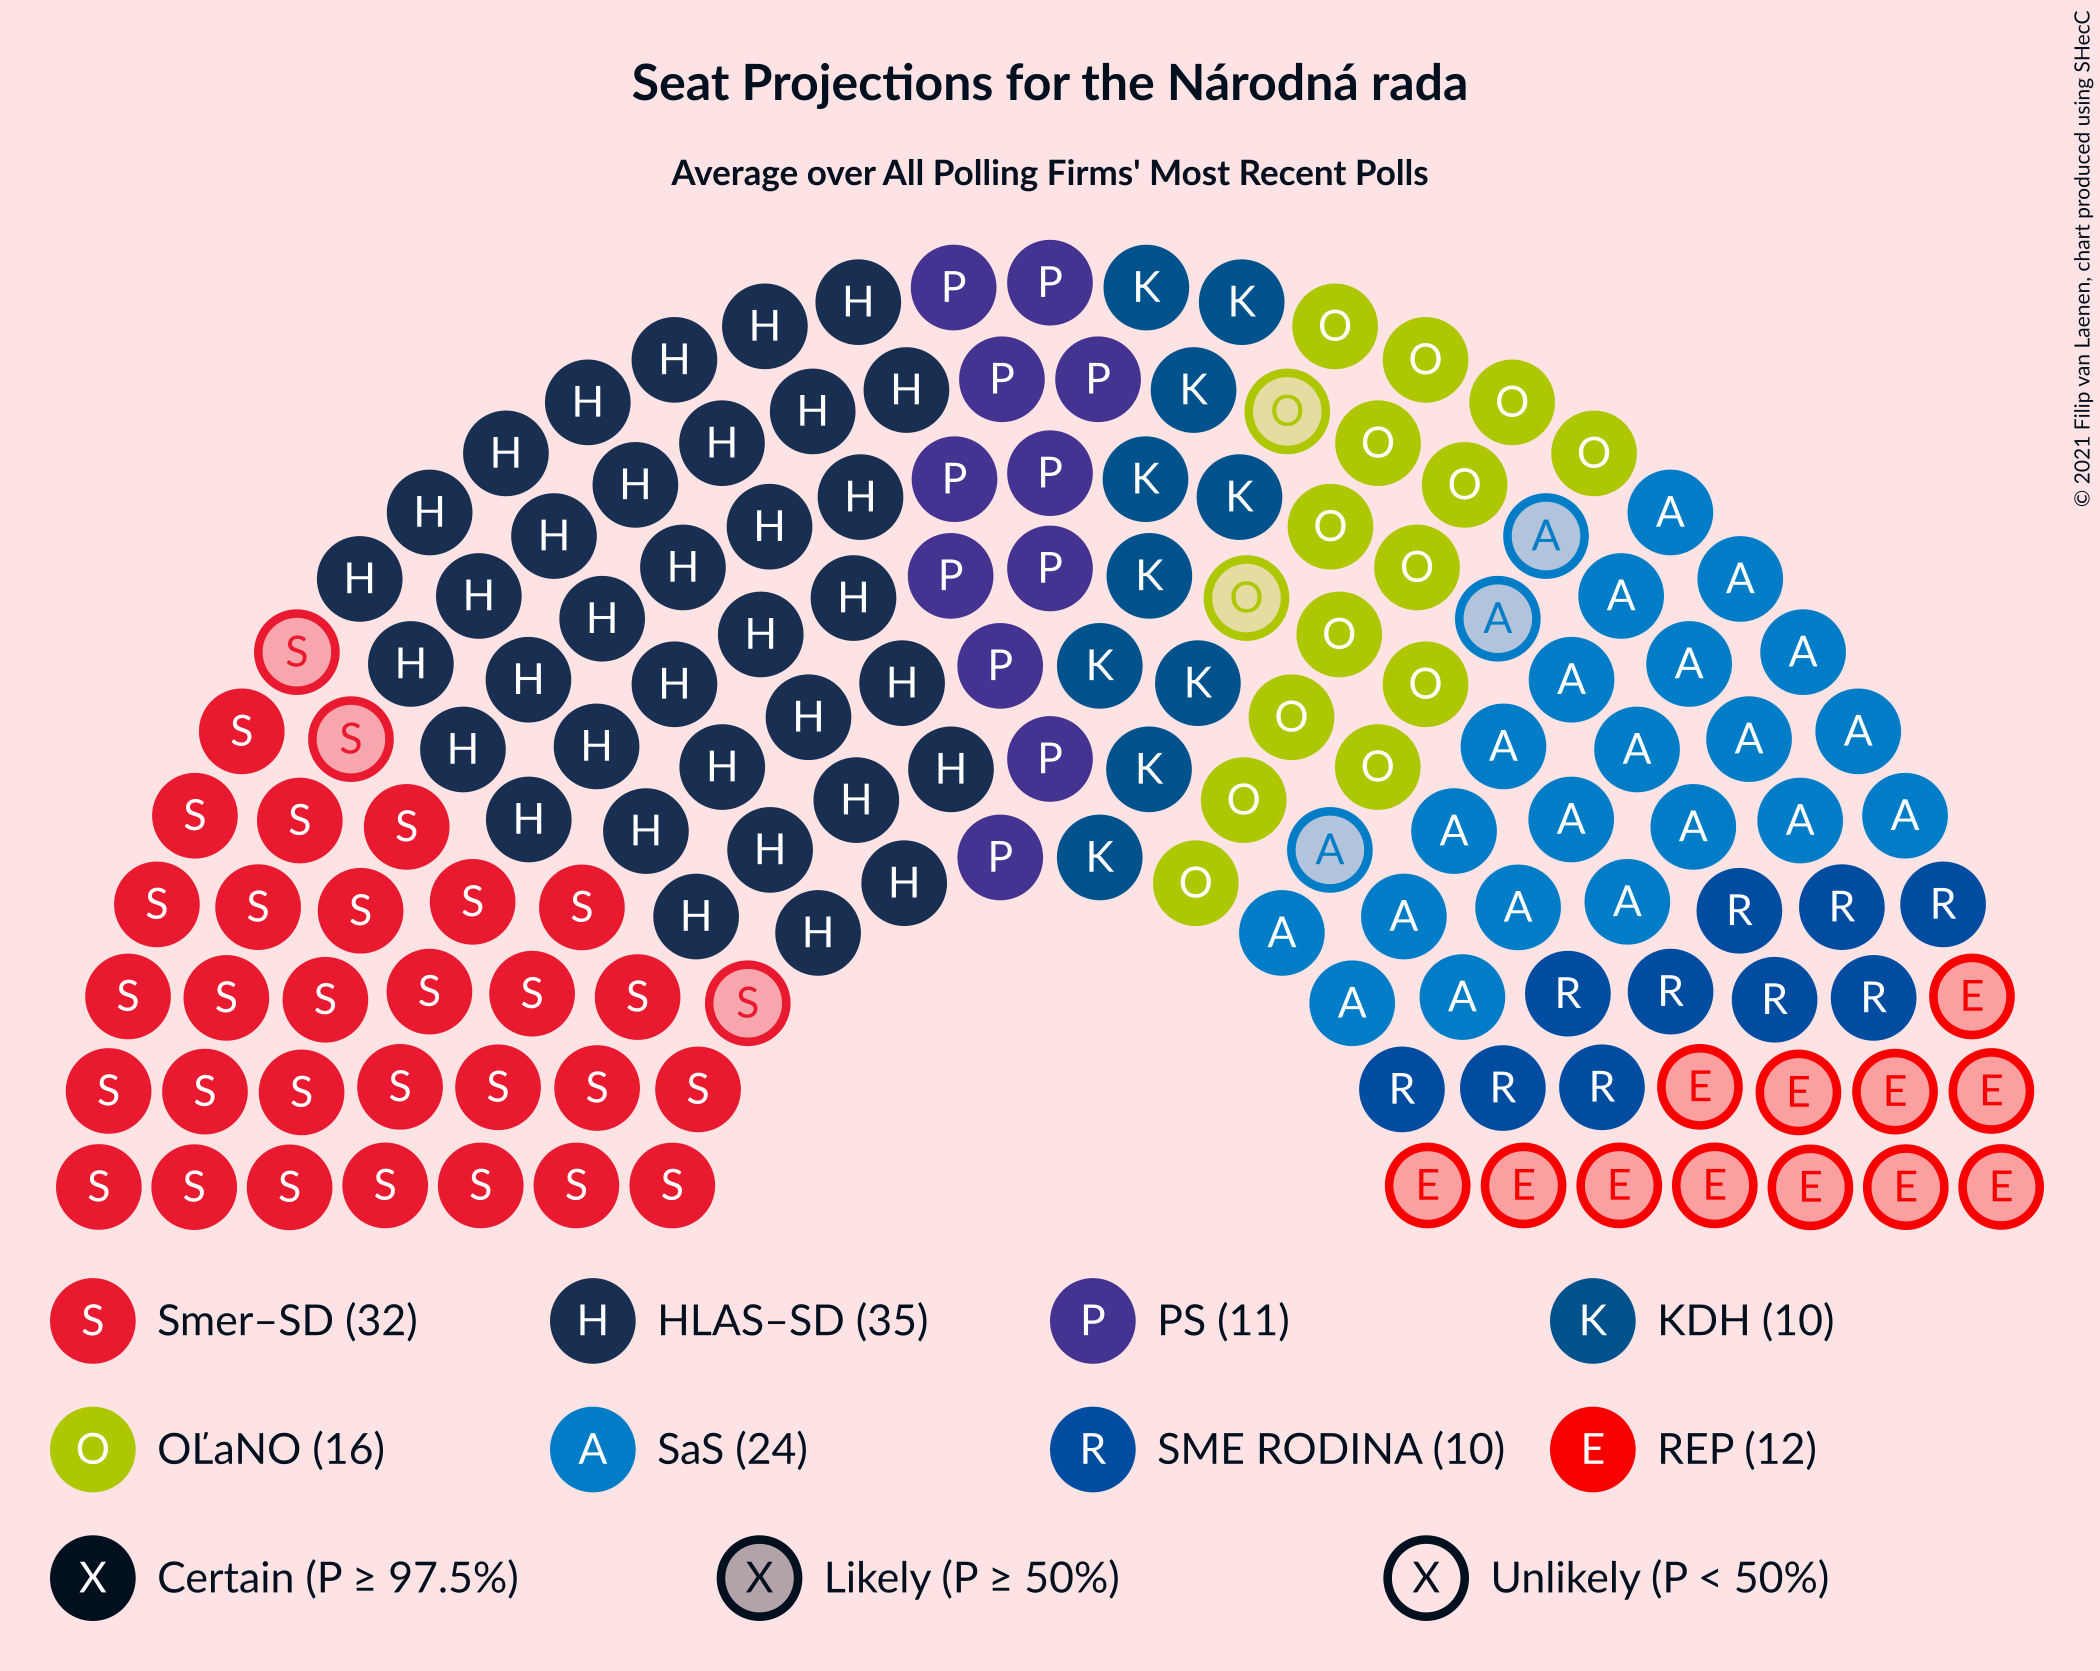 Seat Projections for the Národná rada
Average over All Polling Firms' Most Recent Polls
© 2021 Filip van Laenen, chart produced using SHecC
P P K K
H H O
H P P K O
H H O O
H H O O
H P P K K O
H H O O
H H A A
H P P K O
H H O A
H H O A A
S H H O A A
H P K K O
H H O A
H H A A
S S H H O A A A
H P K O
S H H A A A
S S H H O A A A
H A
S S S H H P K O A A A R R R
S S S S S H H A A A
S S S S S S S A A R R R R E
S S S S S S S R R R E E E E
S S S S S S S E E E E E E E
S Smer–SD (32) H HLAS–SD (35) P PS (11) K KDH (10)
O OĽaNO (16) A SaS (24) R SME RODINA (10) E REP (12)
X Certain (P ≥ 97.5%) X Likely (P ≥ 50%) X Unlikely (P < 50%)